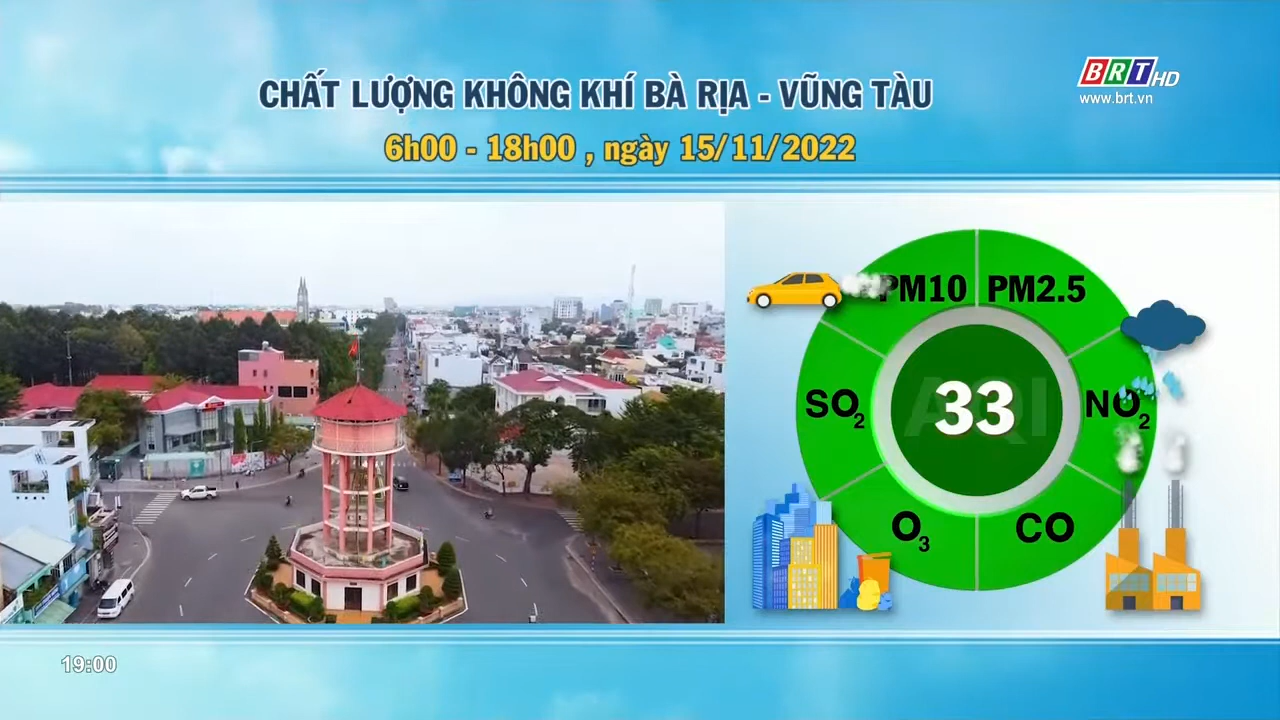 CHẤT LƯỢNG KHÔNG KHÍ BÀ RỊA - VŨNG TÀU
6h00 - 18h00 , ngày 15/11/2022
BRT HD
www.brt.vn
PM10 PM2.5
SO2 AQI 33 NO2
O3 CO
19:00